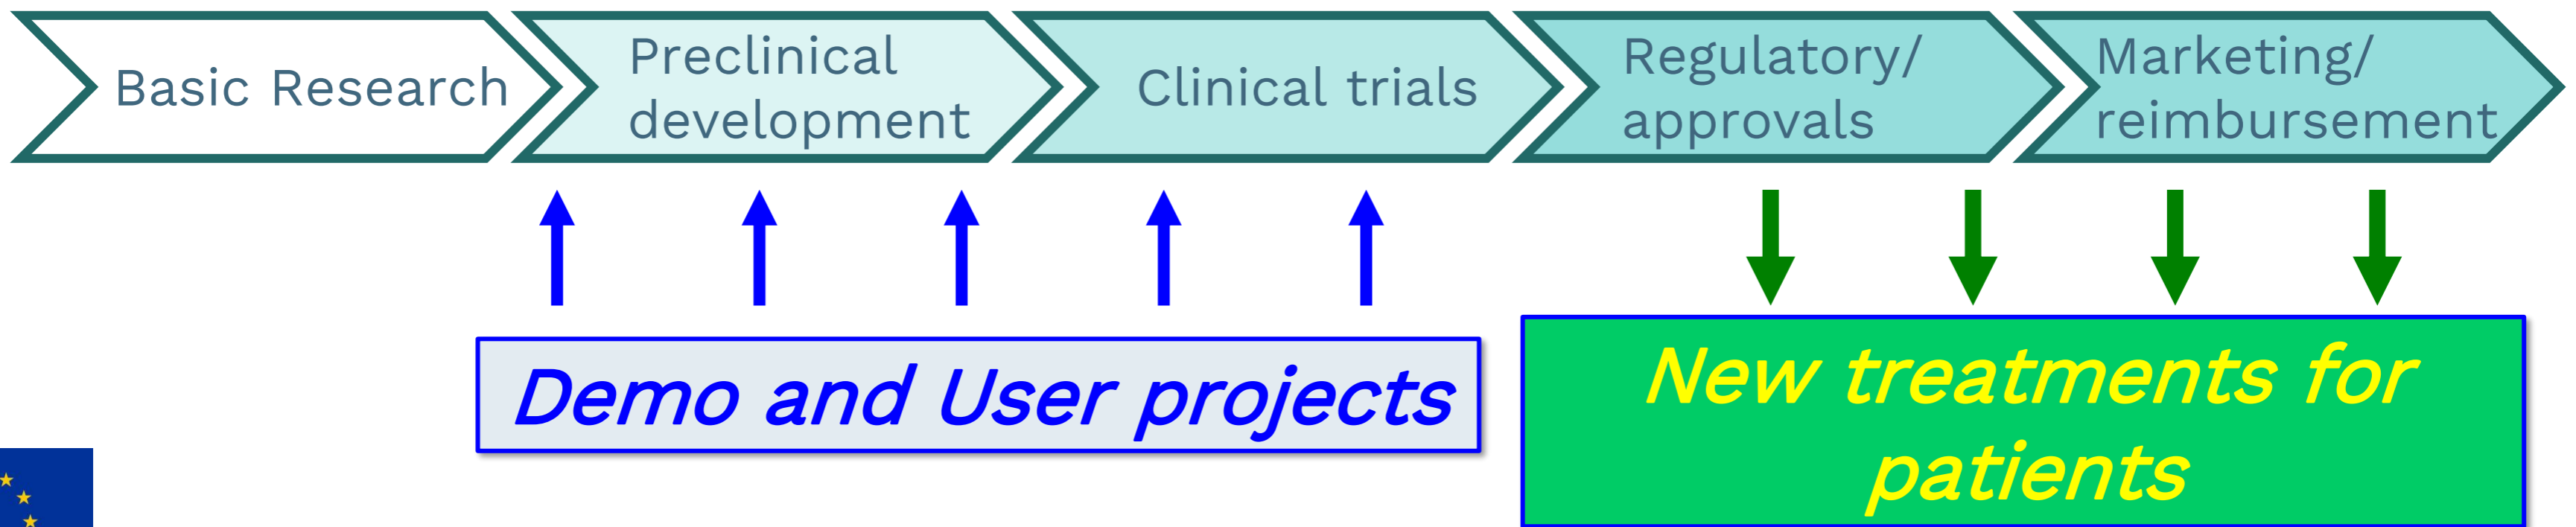 Basic Research
Preclinical
development
Clinical trials
Regulatory/
approvals
Marketing/
reimbursement
Demo and User projects
New treatments for
patients